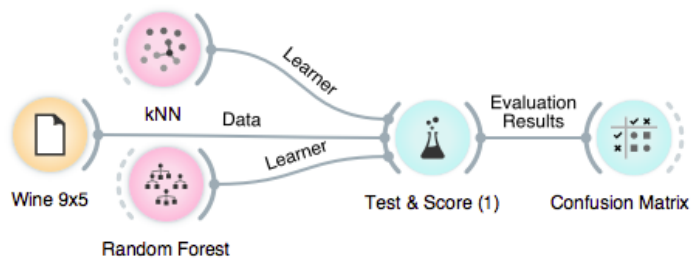 kNN
Learner
Data
Learner
Evaluation
Results
Wine 9x5
Test & Score (1)
Confusion Matrix
Random Forest